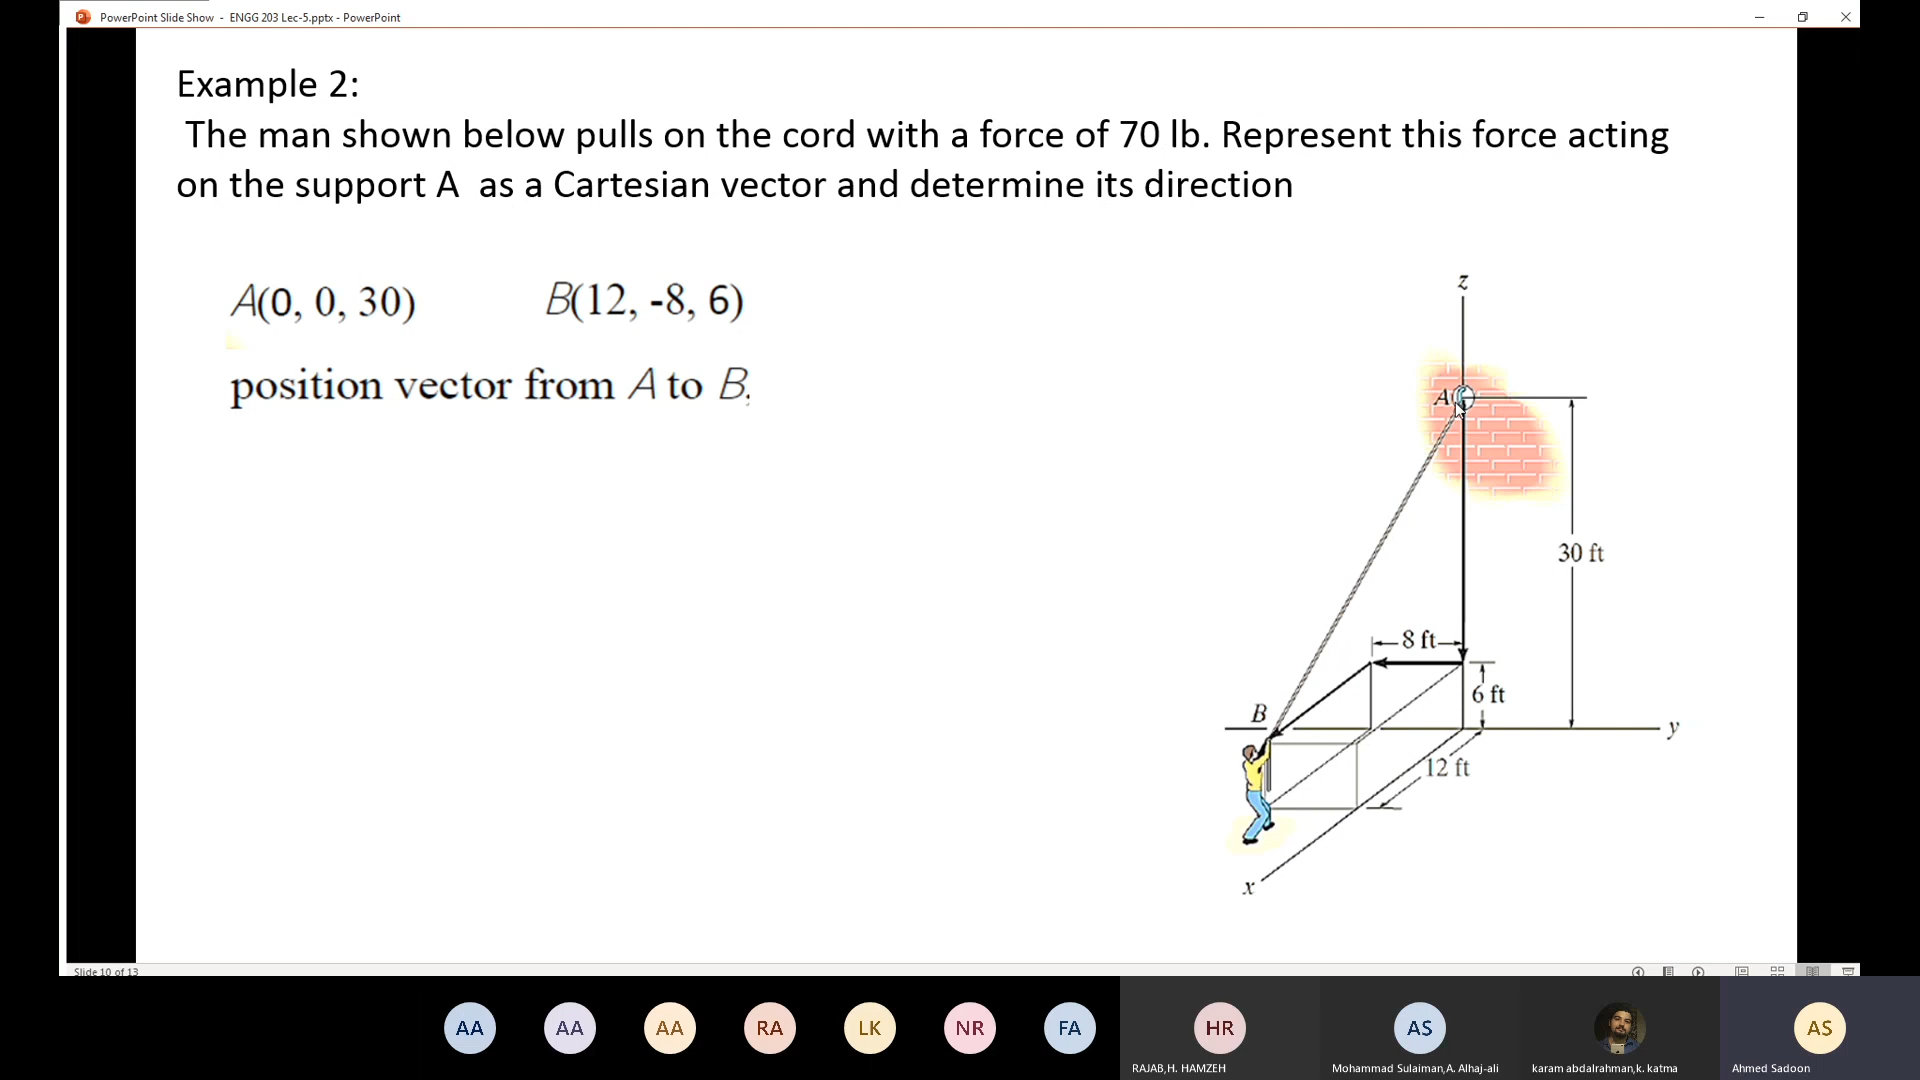 PowerPoint Slide Show - ENGG 203 Lec-5.pptx - PowerPoint
Example 2:
The man shown below pulls on the cord with a force of 70 lb. Represent this force acting
on the support A as a Cartesian vector and determine its direction
A(0, 0, 30) B(12, -8, 6)
position vector from A to B,
z
A
30 ft
8 ft
6 ft
B
y
12 ft
x
Slide 10 of 13
AA AA AA RA LK NR FA HR AS AS
RAJAB,H. HAMZEH Mohammad Sulaiman,A. Alhaj-ali karam abdalrahman,k. katma Ahmed Sadoon